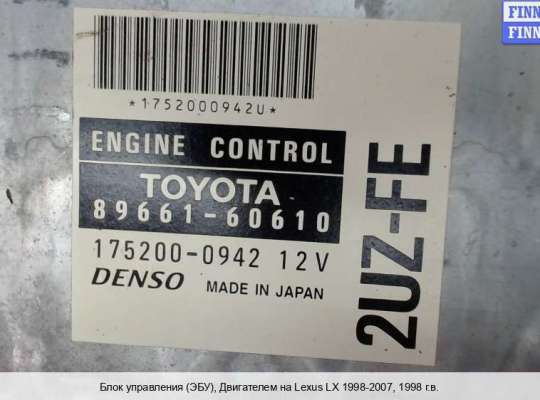 FINN
FINN
*1752000942U*
ENGINE CONTROL
TOYOTA
89661-60610
175200-0942 12V
DENSO MADE IN JAPAN
2UZ-FE
Блок управления (ЭБУ), Двигателем на Lexus LX 1998-2007, 1998 г.в.